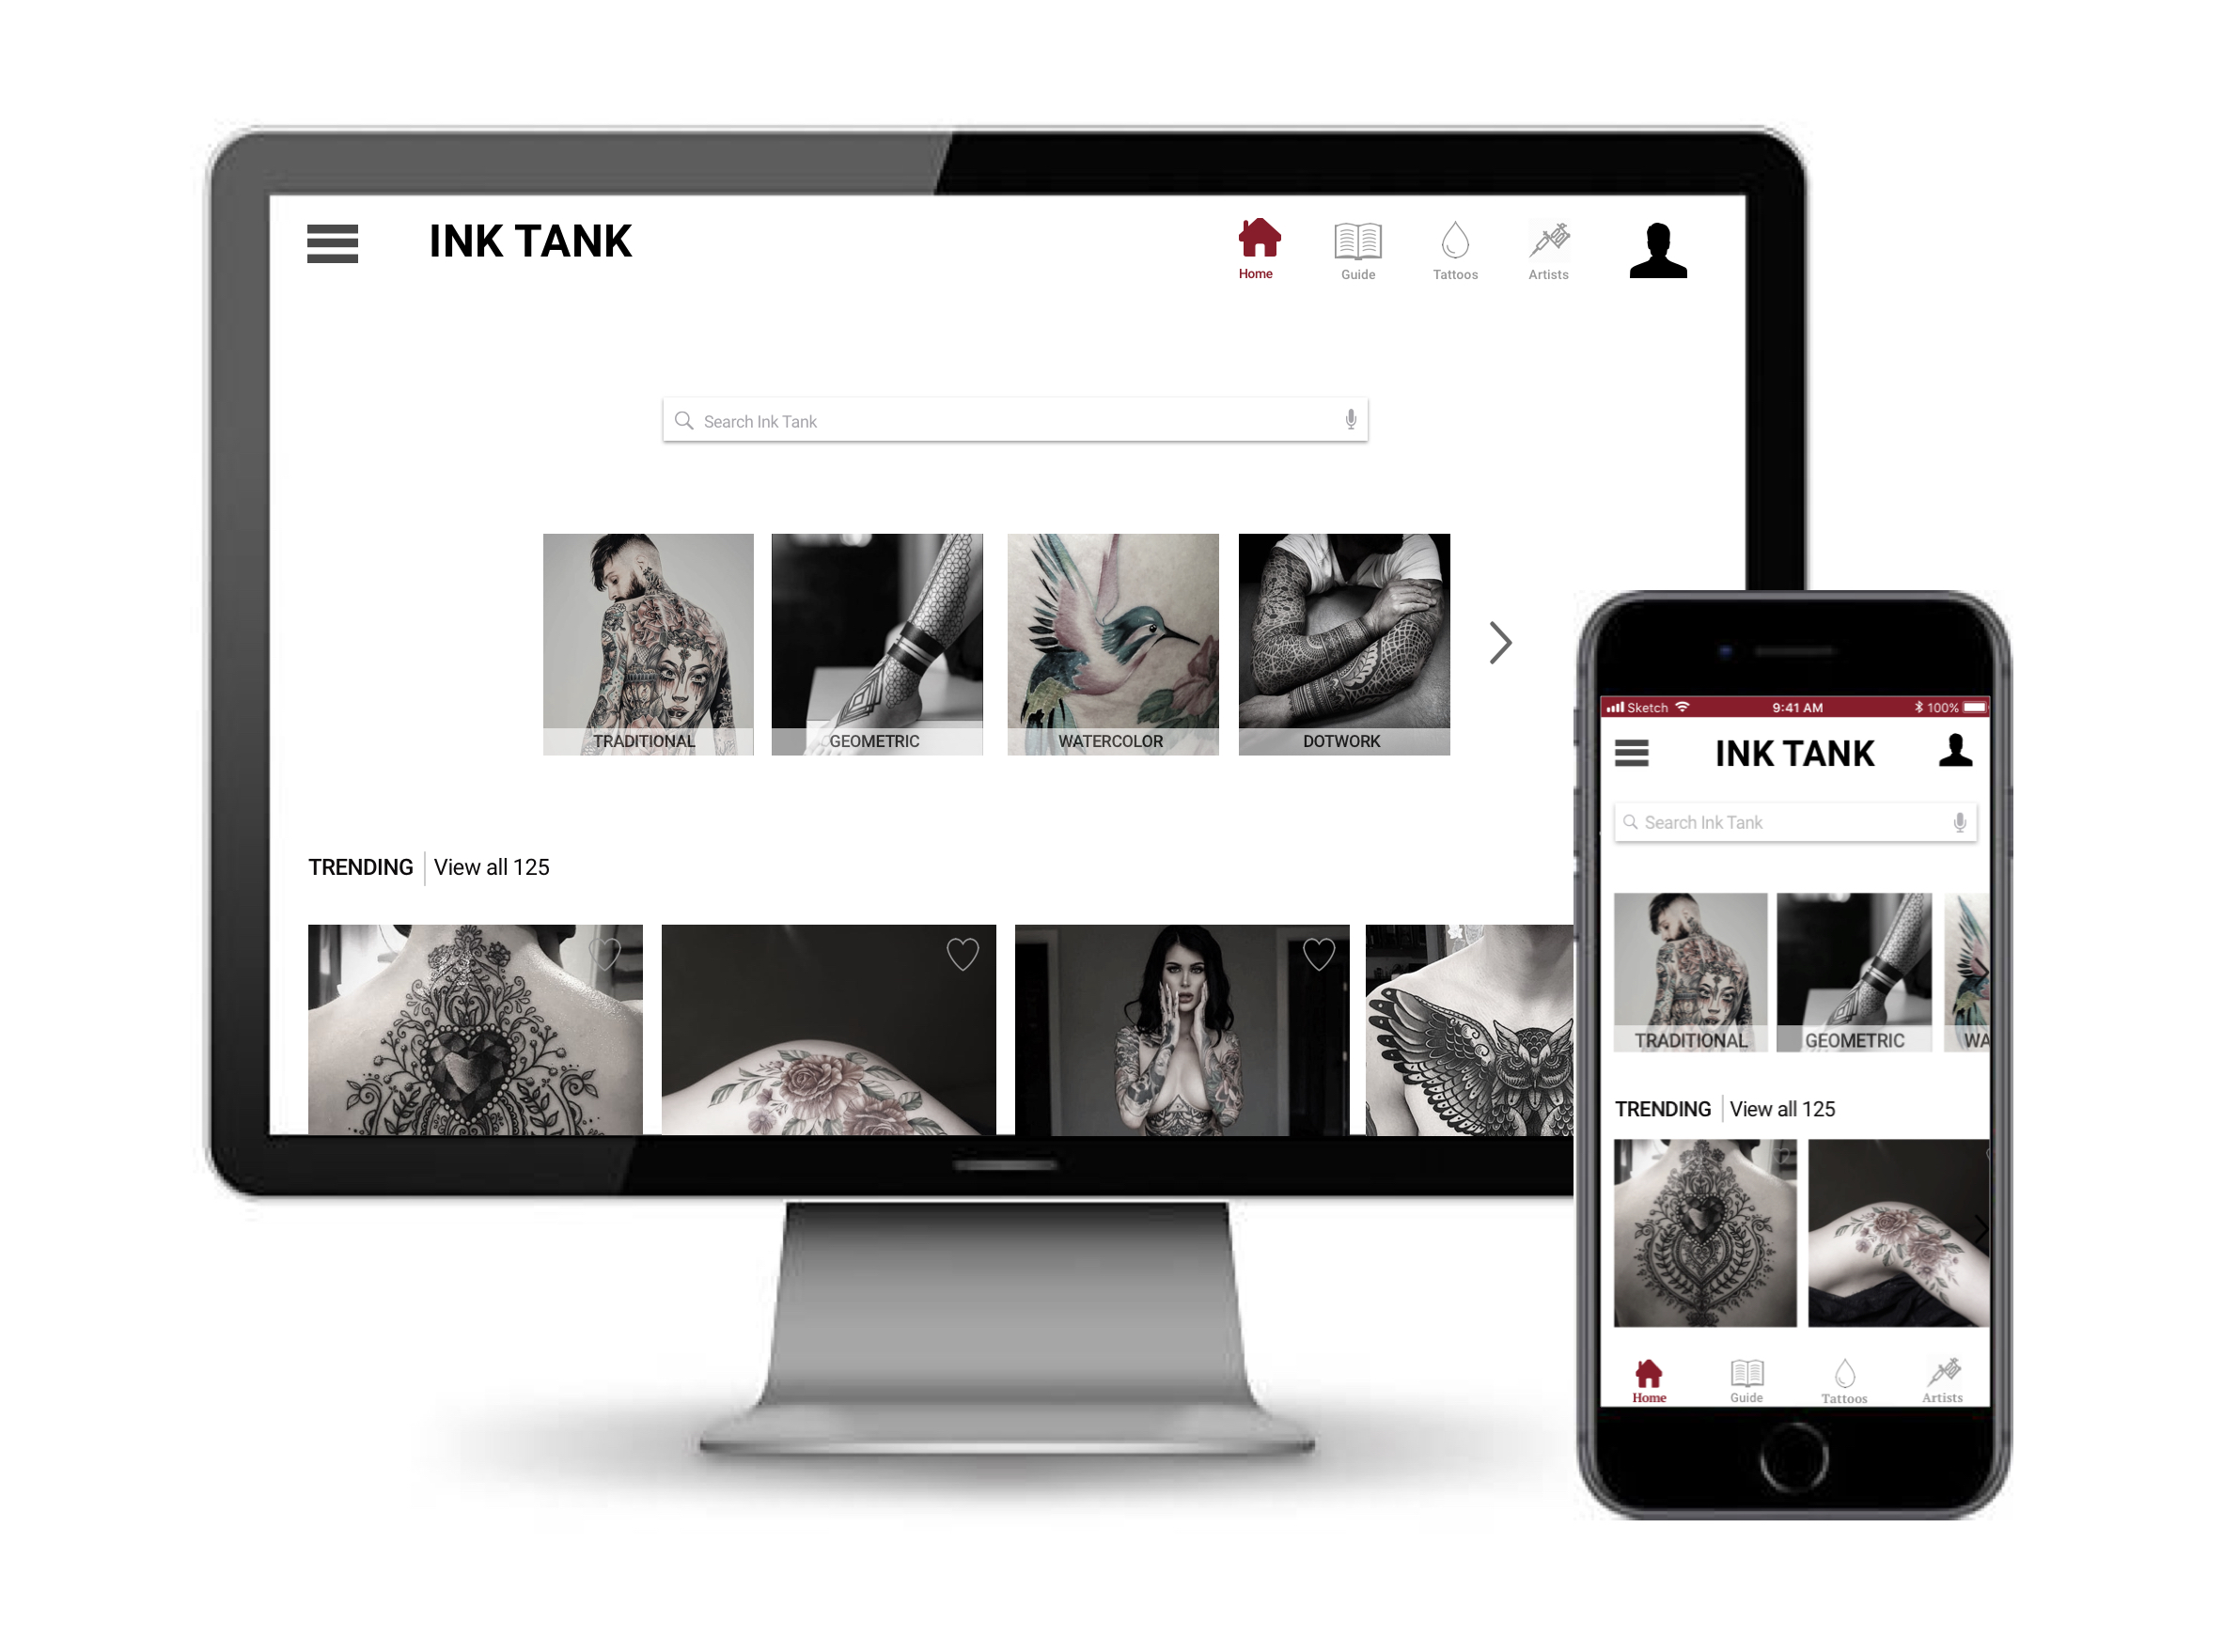 INK TANK
Home Guide Tattoos Artists
Search Ink Tank
TRADITIONAL GEOMETRIC WATERCOLOR DOTWORK
TRENDING View all 125
Sketch 9:41 AM 100%
INK TANK
Search Ink Tank
TRADITIONAL GEOMETRIC WA
TRENDING View all 125
Home Guide Tattoos Artists